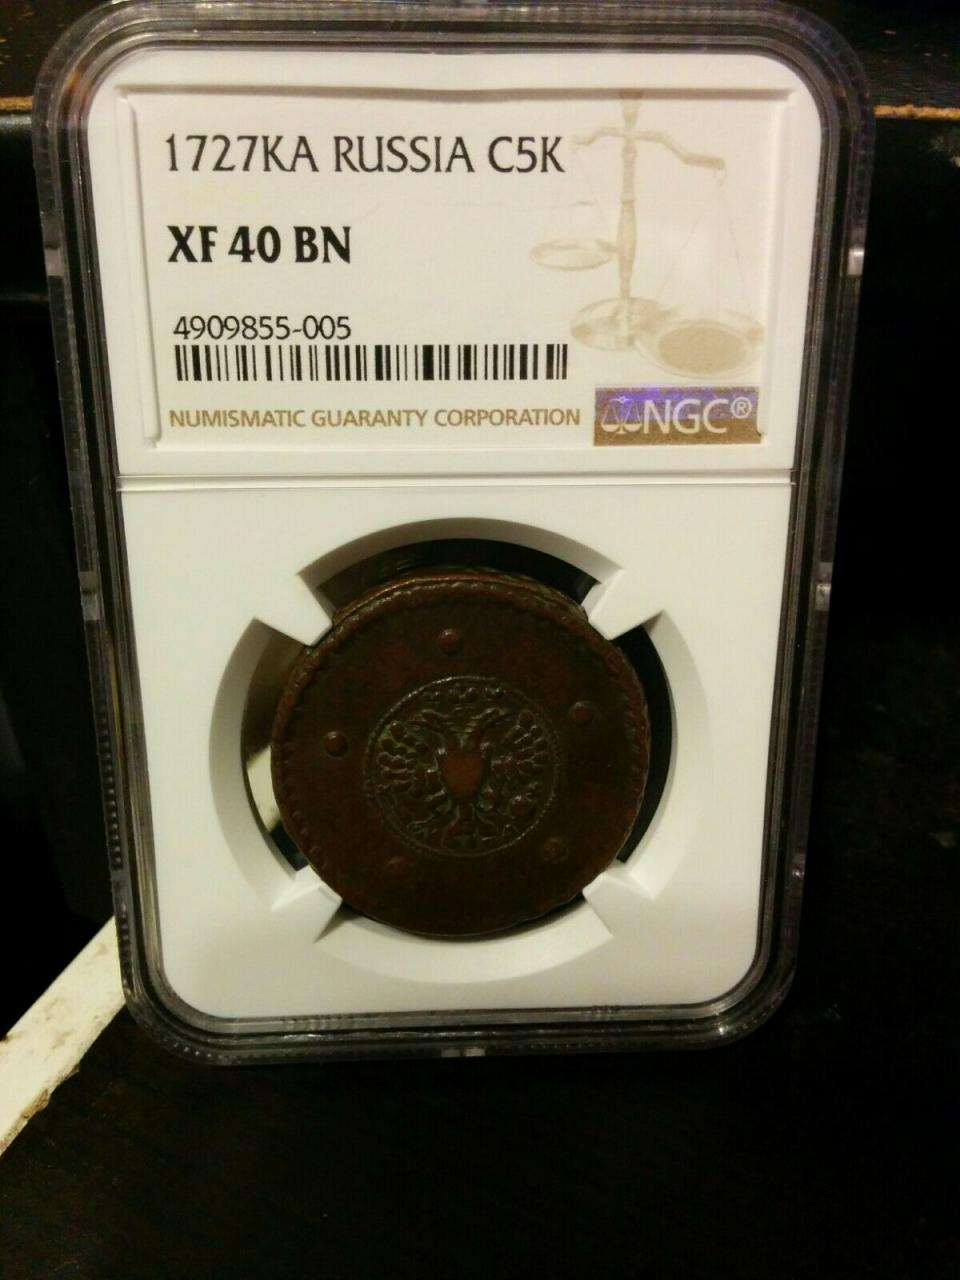 1727KA RUSSIA C5K
XF 40 BN
4909855-005
NUMISMATIC GUARANTY CORPORATION
NGC®